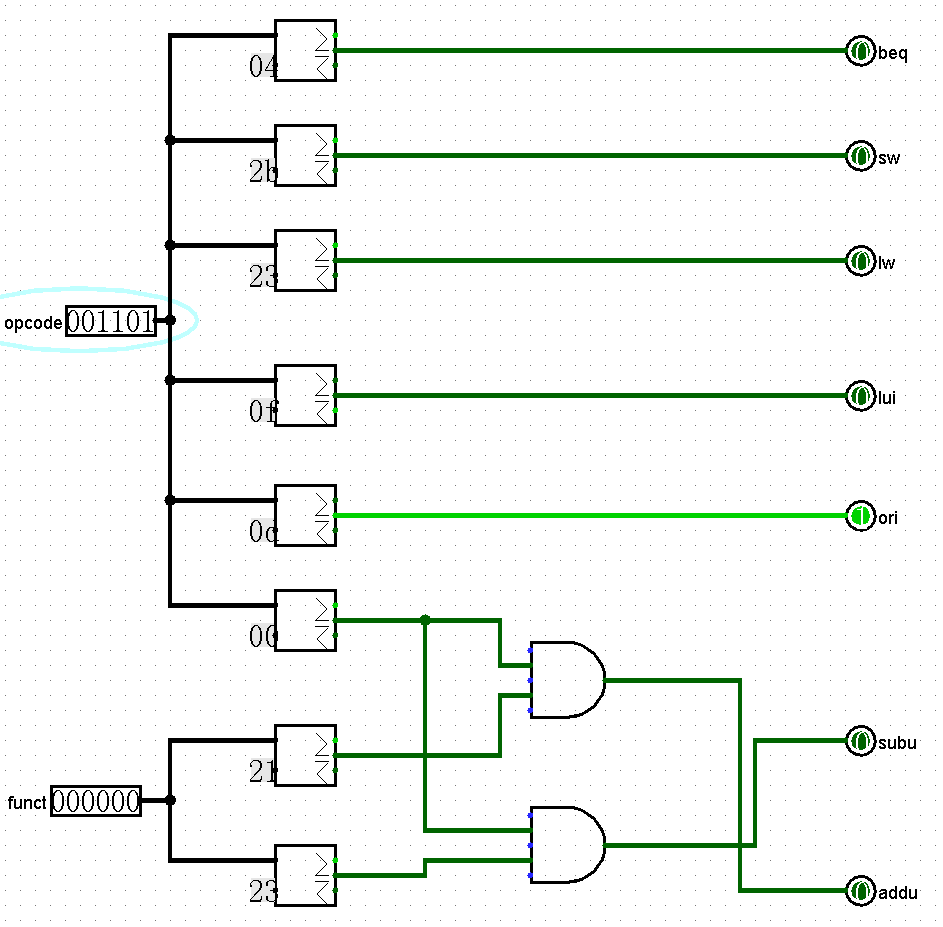 04
beq
2b
sw
23
lw
opcode 001101
0f
lui
0d
ori
00
21
subu
funct 000000
23
addu